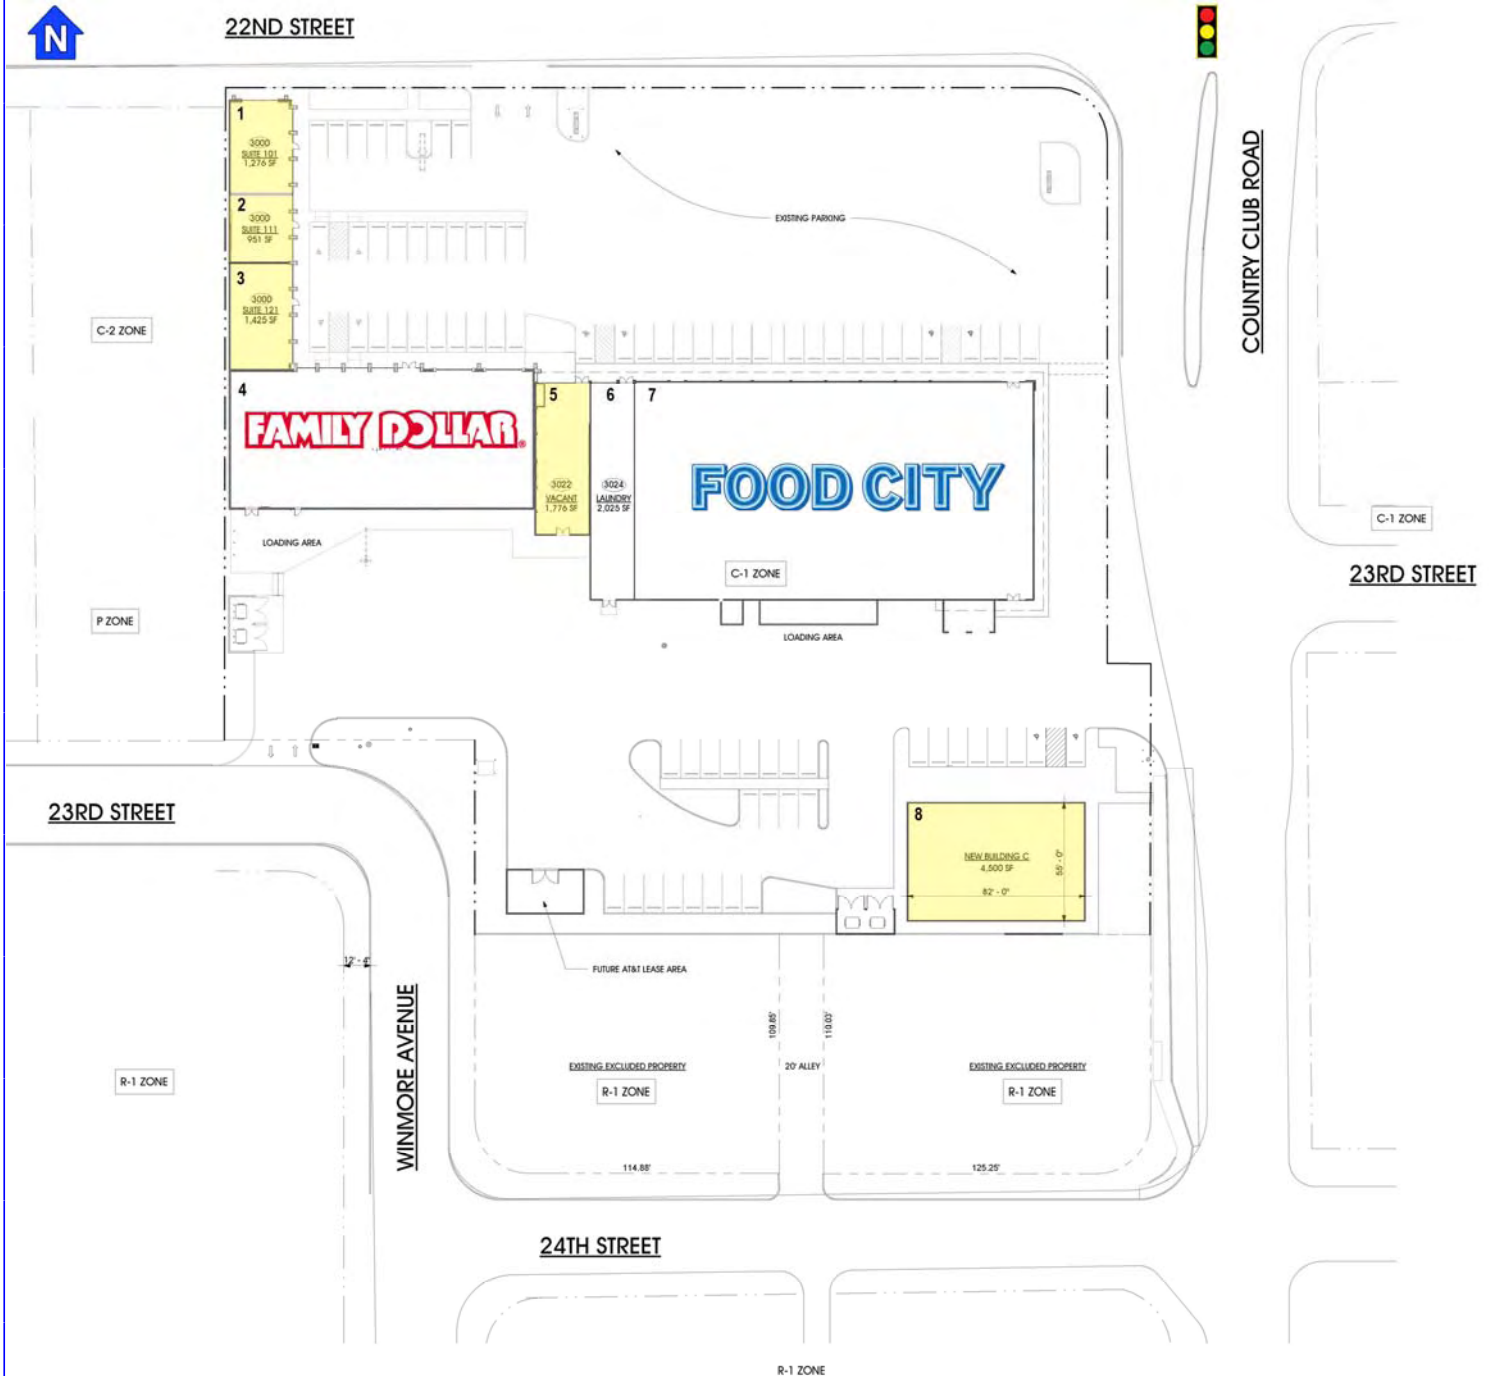 N
22ND STREET
1
3000
SUITE 101
1,276 SF
2
3000
SUITE 111
951 SF
3
3000
SUITE 121
1,425 SF
EXISTING PARKING
COUNTRY CLUB ROAD
C-2 ZONE
4
FAMILY DOLLAR®
5
3022
VACANT
1,776 SF
6
3024
LAUNDRY
2,025 SF
7
FOOD CITY
C-1 ZONE
C-1 ZONE
23RD STREET
LOADING AREA
P ZONE
LOADING AREA
23RD STREET
8
NEW BUILDING C
4,500 SF
82' - 0"
55' - 0"
12' - 4"
FUTURE AT&T LEASE AREA
WINMORE AVENUE
109.85'
110.03'
EXISTING EXCLUDED PROPERTY
R-1 ZONE
20' ALLEY
EXISTING EXCLUDED PROPERTY
R-1 ZONE
R-1 ZONE
114.88'
125.25'
24TH STREET
R-1 ZONE